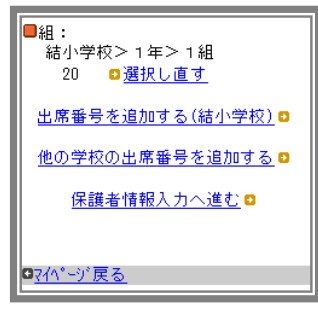 組：
結小学校＞１年＞１組
20 選択し直す
出席番号を追加する(結小学校)
他の学校の出席番号を追加する
保護者情報入力へ進む
ﾏｲﾍﾟｰｼﾞ戻る